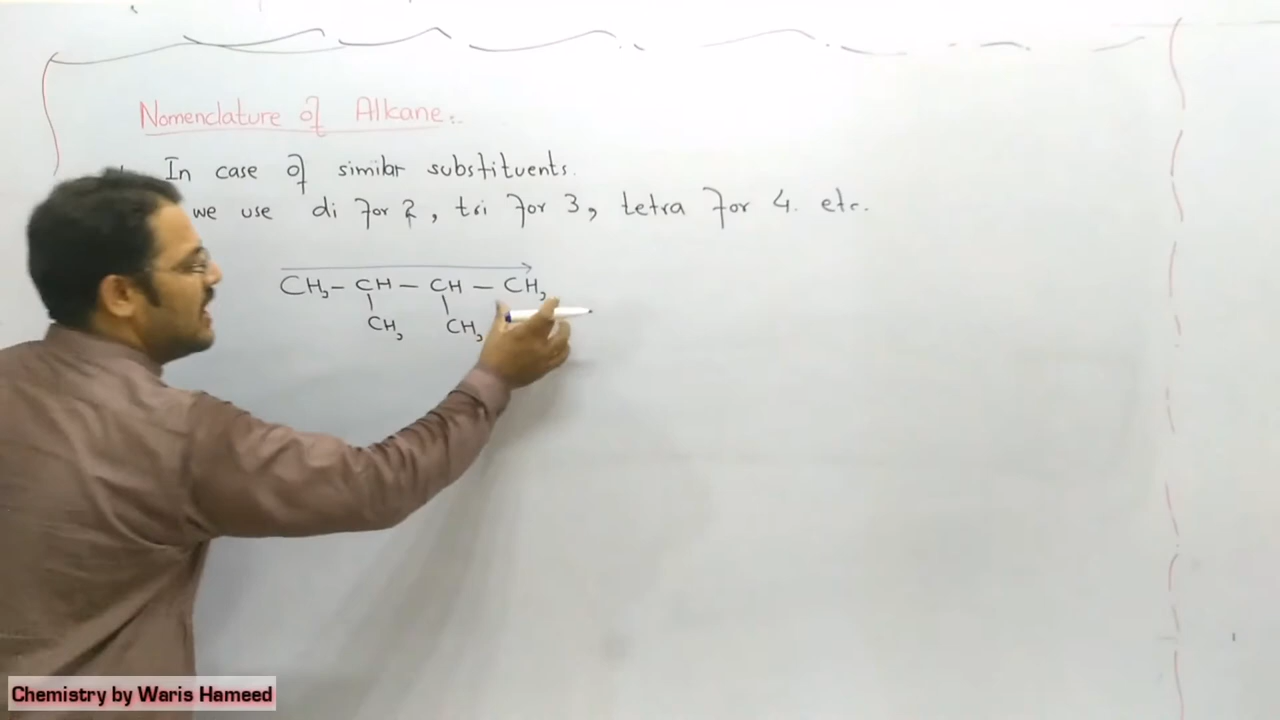 Nomenclature of Alkane:-
In case of similar substituents.
we use di for 2, tri for 3, tetra for 4. etc.
CH₃ - CH - CH - CH₃
CH₃ CH₃
Chemistry by Waris Hameed